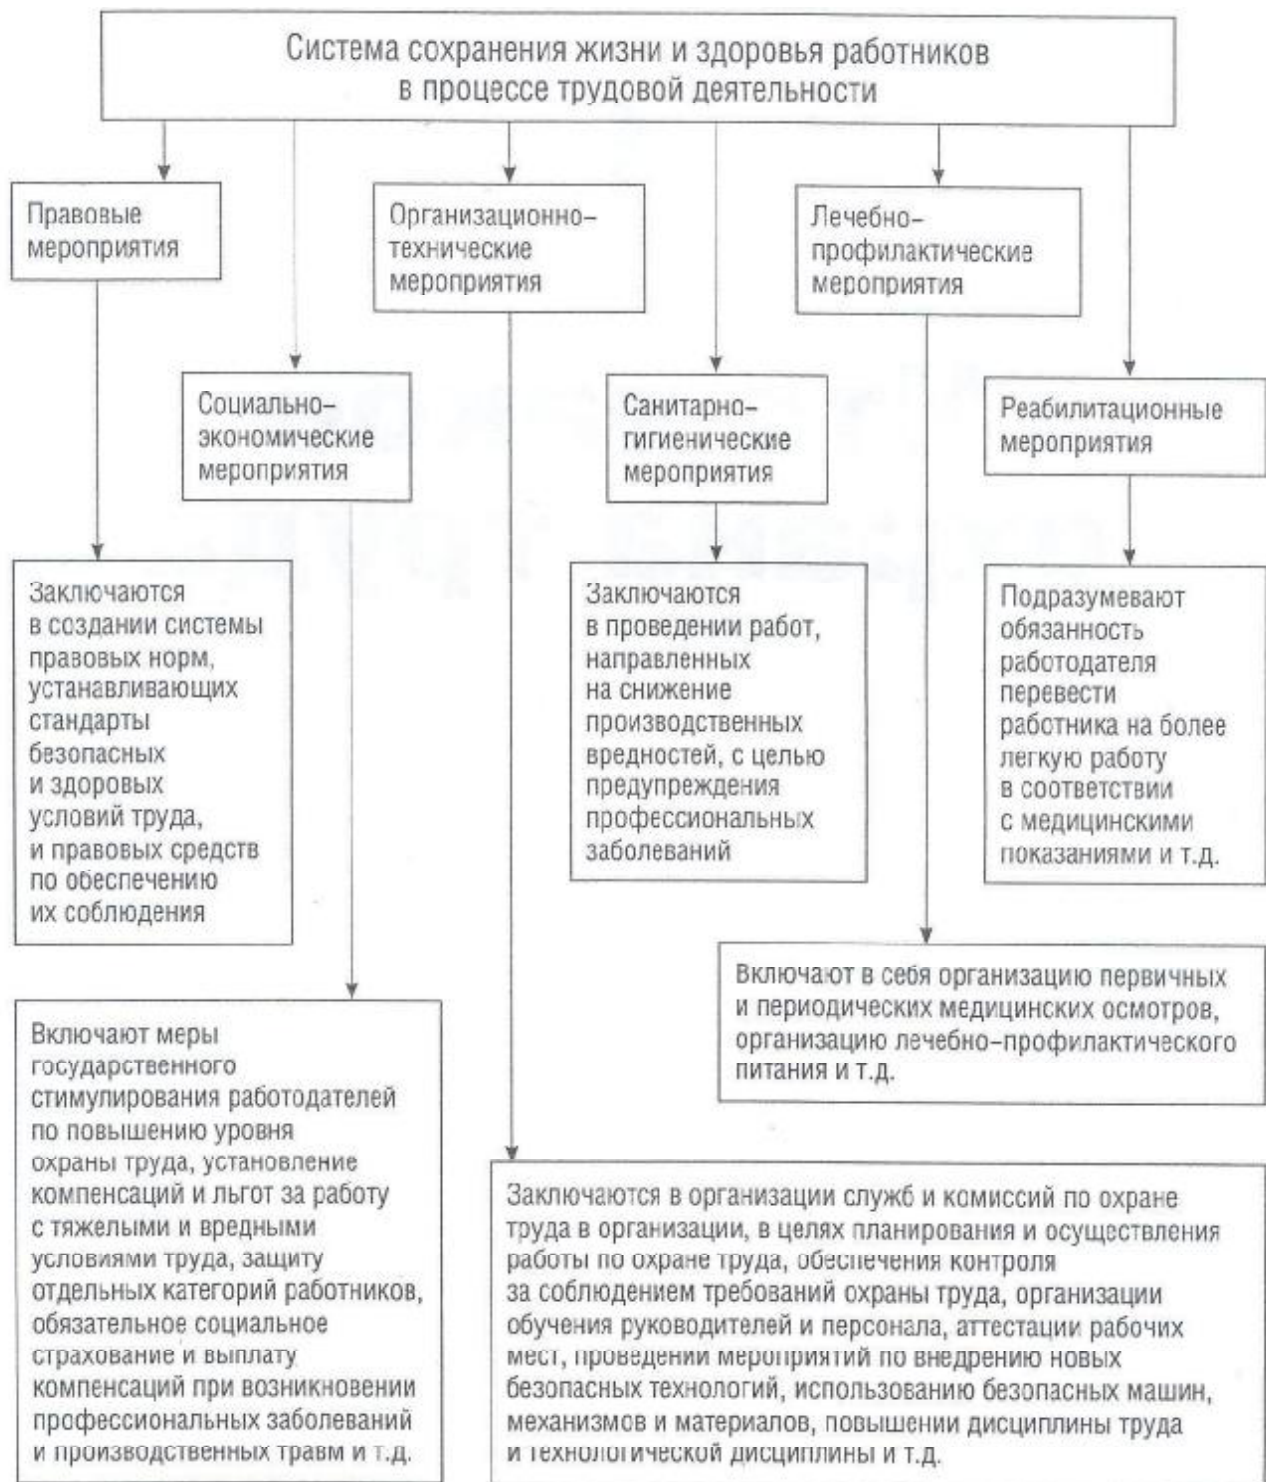 Система сохранения жизни и здоровья работников
в процессе трудовой деятельности
Правовые
мероприятия
Организационно–
технические
мероприятия
Лечебно-
профилактические
мероприятия
Социально-
экономические
мероприятия
Санитарно-
гигиенические
мероприятия
Реабилитационные
мероприятия
Заключаются
в создании системы
правовых норм,
устанавливающих
стандарты
безопасных
и здоровых
условий труда,
и правовых средств
по обеспечению
их соблюдения
Заключаются
в проведении работ,
направленных
на снижение
производственных
вредностей, с целью
предупреждения
профессиональных
заболеваний
Подразумевают
обязанность
работодателя
перевести
работника на более
легкую работу
в соответствии
с медицинскими
показаниями и т.д.
Включают в себя организацию первичных
и периодических медицинских осмотров,
организацию лечебно–профилактического
питания и т.д.
Включают меры
государственного
стимулирования работодателей
по повышению уровня
охраны труда, установление
компенсаций и льгот за работу
с тяжелыми и вредными
условиями труда, защиту
отдельных категорий работников,
обязательное социальное
страхование и выплату
компенсаций при возникновении
профессиональных заболеваний
и производственных травм и т.д.
Заключаются в организации служб и комиссий по охране
труда в организации, в целях планирования и осуществления
работы по охране труда, обеспечения контроля
за соблюдением требований охраны труда, организации
обучения руководителей и персонала, аттестации рабочих
мест, проведении мероприятий по внедрению новых
безопасных технологий, использованию безопасных машин,
механизмов и материалов, повышении дисциплины труда
и технологической дисциплины и т.д.